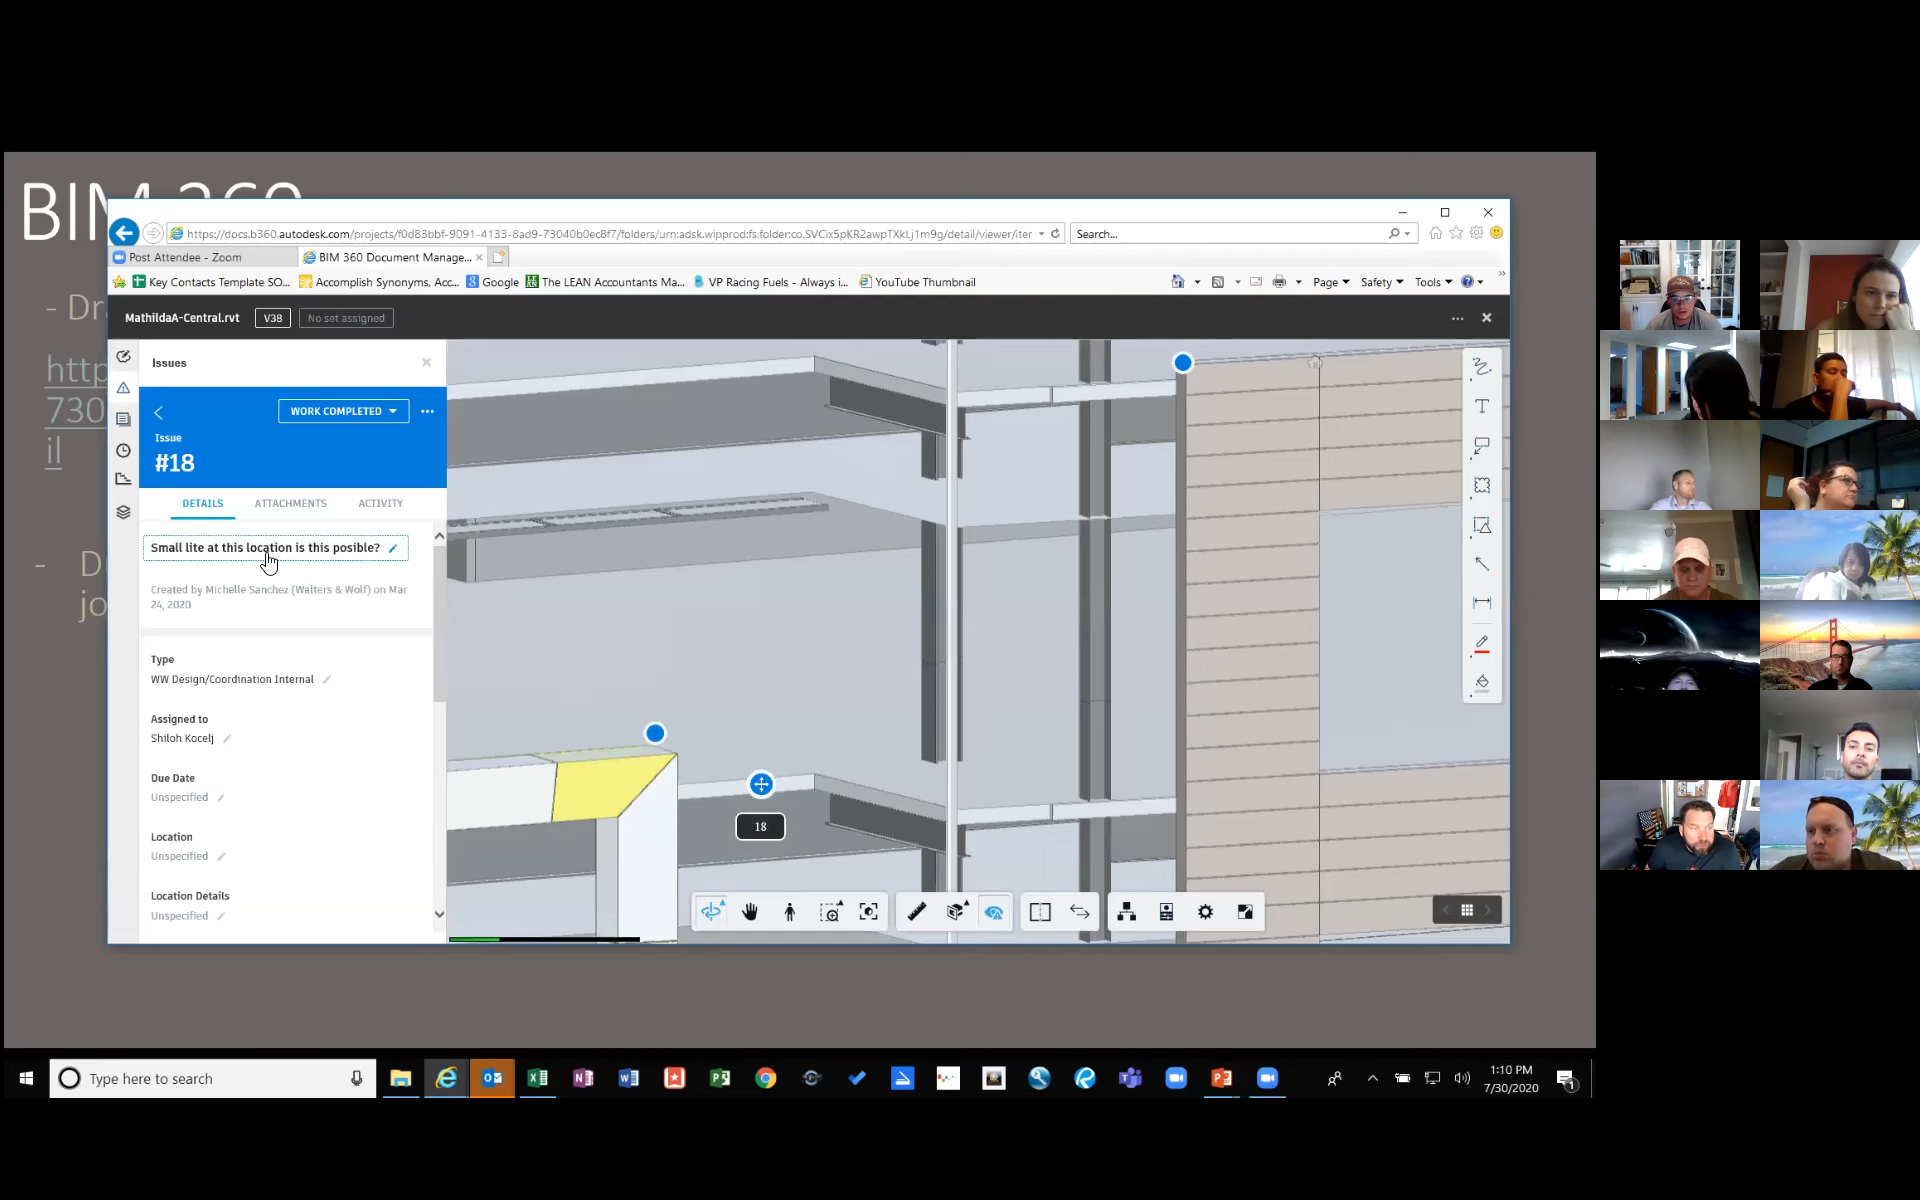 BIM 360
- Dr
http
730
il
- D
jo
https://docs.b360.autodesk.com/projects/f0d83bbf-9091-4133-8ad9-73040b0ec8f7/folders/urn:adsk.wipprod:fs.folder:co.SVCix5pKR2awpTXkLj1m9g/detail/viewer/iter
Search...
Post Attendee - Zoom
BIM 360 Document Manage...
Key Contacts Template SO...
Accomplish Synonyms, Acc...
Google
The LEAN Accountants Ma...
VP Racing Fuels - Always i...
YouTube Thumbnail
Page
Safety
Tools
MathildaA-Central.rvt
V38
No set assigned
Issues
WORK COMPLETED
Issue
#18
DETAILS
ATTACHMENTS
ACTIVITY
Small lite at this location is this posible?
Created by Michelle Sanchez (Walters & Wolf) on Mar
24, 2020
Type
WW Design/Coordination Internal
Assigned to
Shiloh Kocelj
Due Date
Unspecified
Location
Unspecified
Location Details
Unspecified
18
Type here to search
1:10 PM
7/30/2020
1